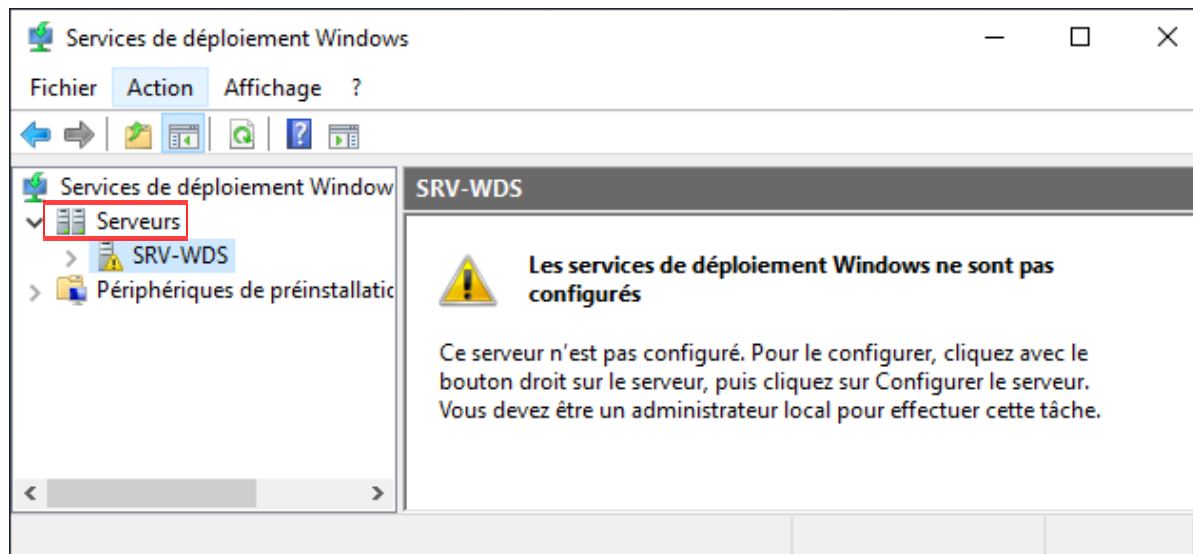 Services de déploiement Windows
Fichier Action Affichage ?
Services de déploiement Window
SRV-WDS
Serveurs
SRV-WDS
Périphériques de préinstallatic
Les services de déploiement Windows ne sont pas
configurés
Ce serveur n'est pas configuré. Pour le configurer, cliquez avec le
bouton droit sur le serveur, puis cliquez sur Configurer le serveur.
Vous devez être un administrateur local pour effectuer cette tâche.